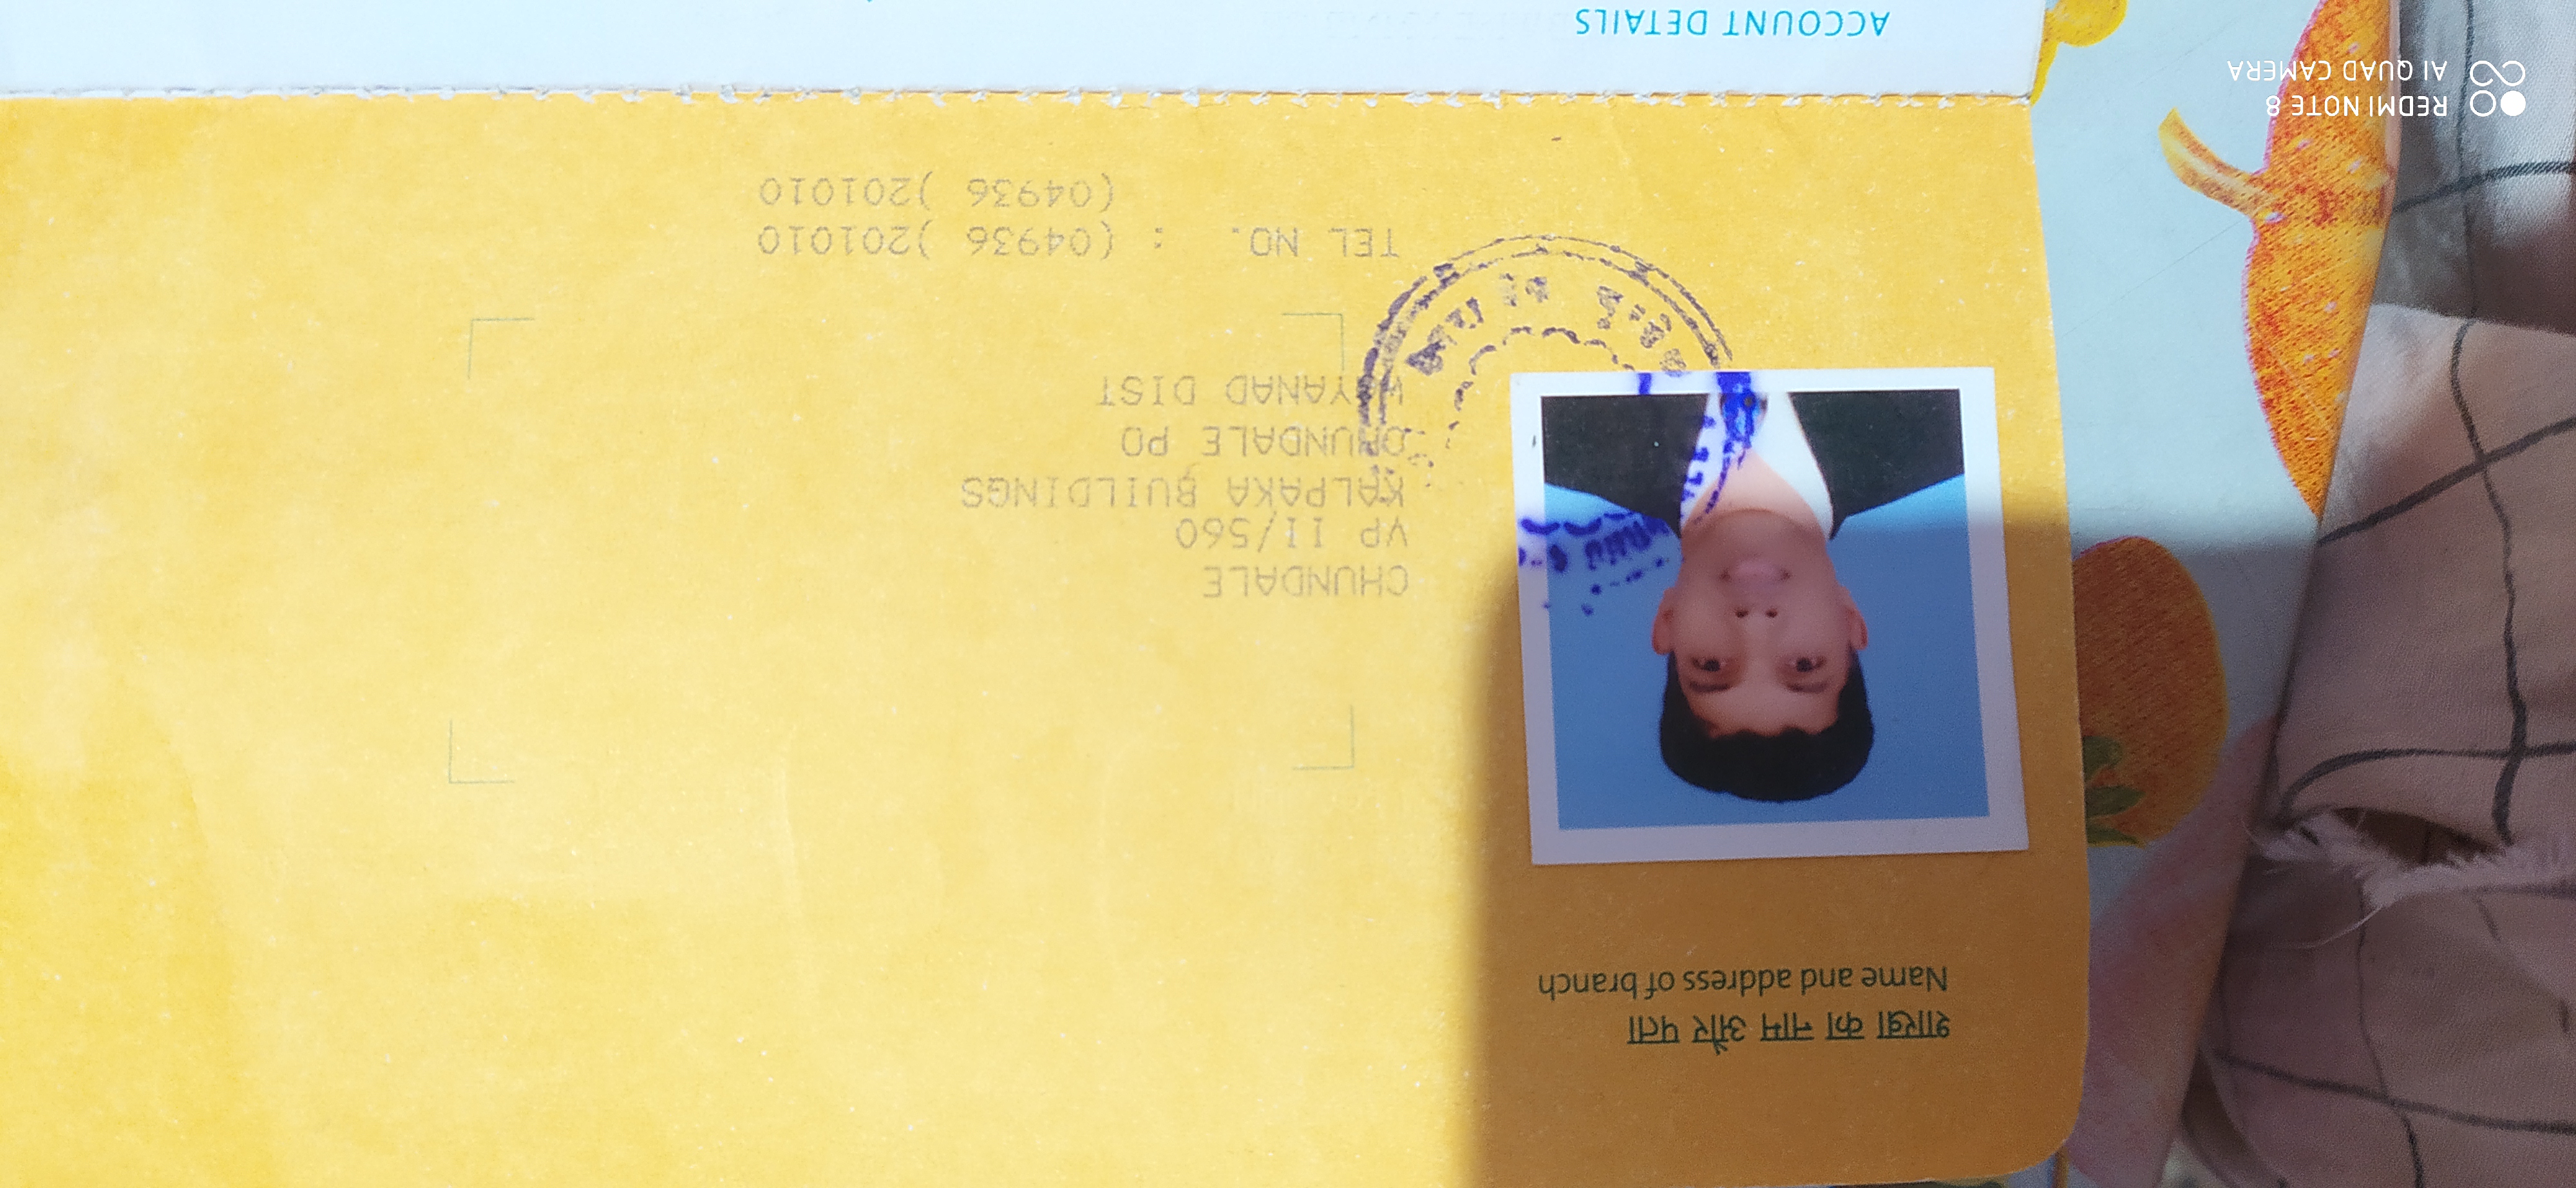 शाखा का नाम और पता
Name and address of branch
CHUNDALE
VP II/560
KALPAKA BUILDINGS
CHUNDALE PO
WAYANAD DIST
TEL NO. : (04936 )201010
(04936 )201010
ACCOUNT DETAILS
REDMI NOTE 8
AI QUAD CAMERA